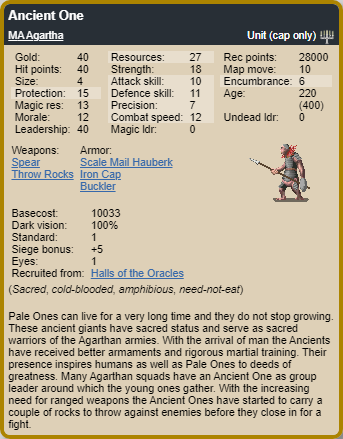 Ancient One
MA Agartha Unit (cap only)
Gold: 40 Resources: 27 Rec points: 28000
Hit points: 40 Strength: 18 Map move: 10
Size: 4 Attack skill: 10 Encumbrance: 6
Protection: 15 Defence skill: 11 Age: 220
Magic res: 13 Precision: 7 (400)
Morale: 12 Combat speed: 12 Undead ldr: 0
Leadership: 40 Magic ldr: 0
Weapons: Armor:
Spear Scale Mail Hauberk
Throw Rocks Iron Cap
Buckler
Basecost: 10033
Dark vision: 100%
Standard: 1
Siege bonus: +5
Eyes: 1
Recruited from: Halls of the Oracles
(Sacred, cold-blooded, amphibious, need-not-eat)
Pale Ones can live for a very long time and they do not stop growing.
These ancient giants have sacred status and serve as sacred
warriors of the Agarthan armies. With the arrival of man the Ancients
have received better armaments and rigorous martial training. Their
presence inspires humans as well as Pale Ones to deeds of
greatness. Many Agarthan squads have an Ancient One as group
leader around which the young ones gather. With the increasing
need for ranged weapons the Ancient Ones have started to carry a
couple of rocks to throw against enemies before they close in for a
fight.